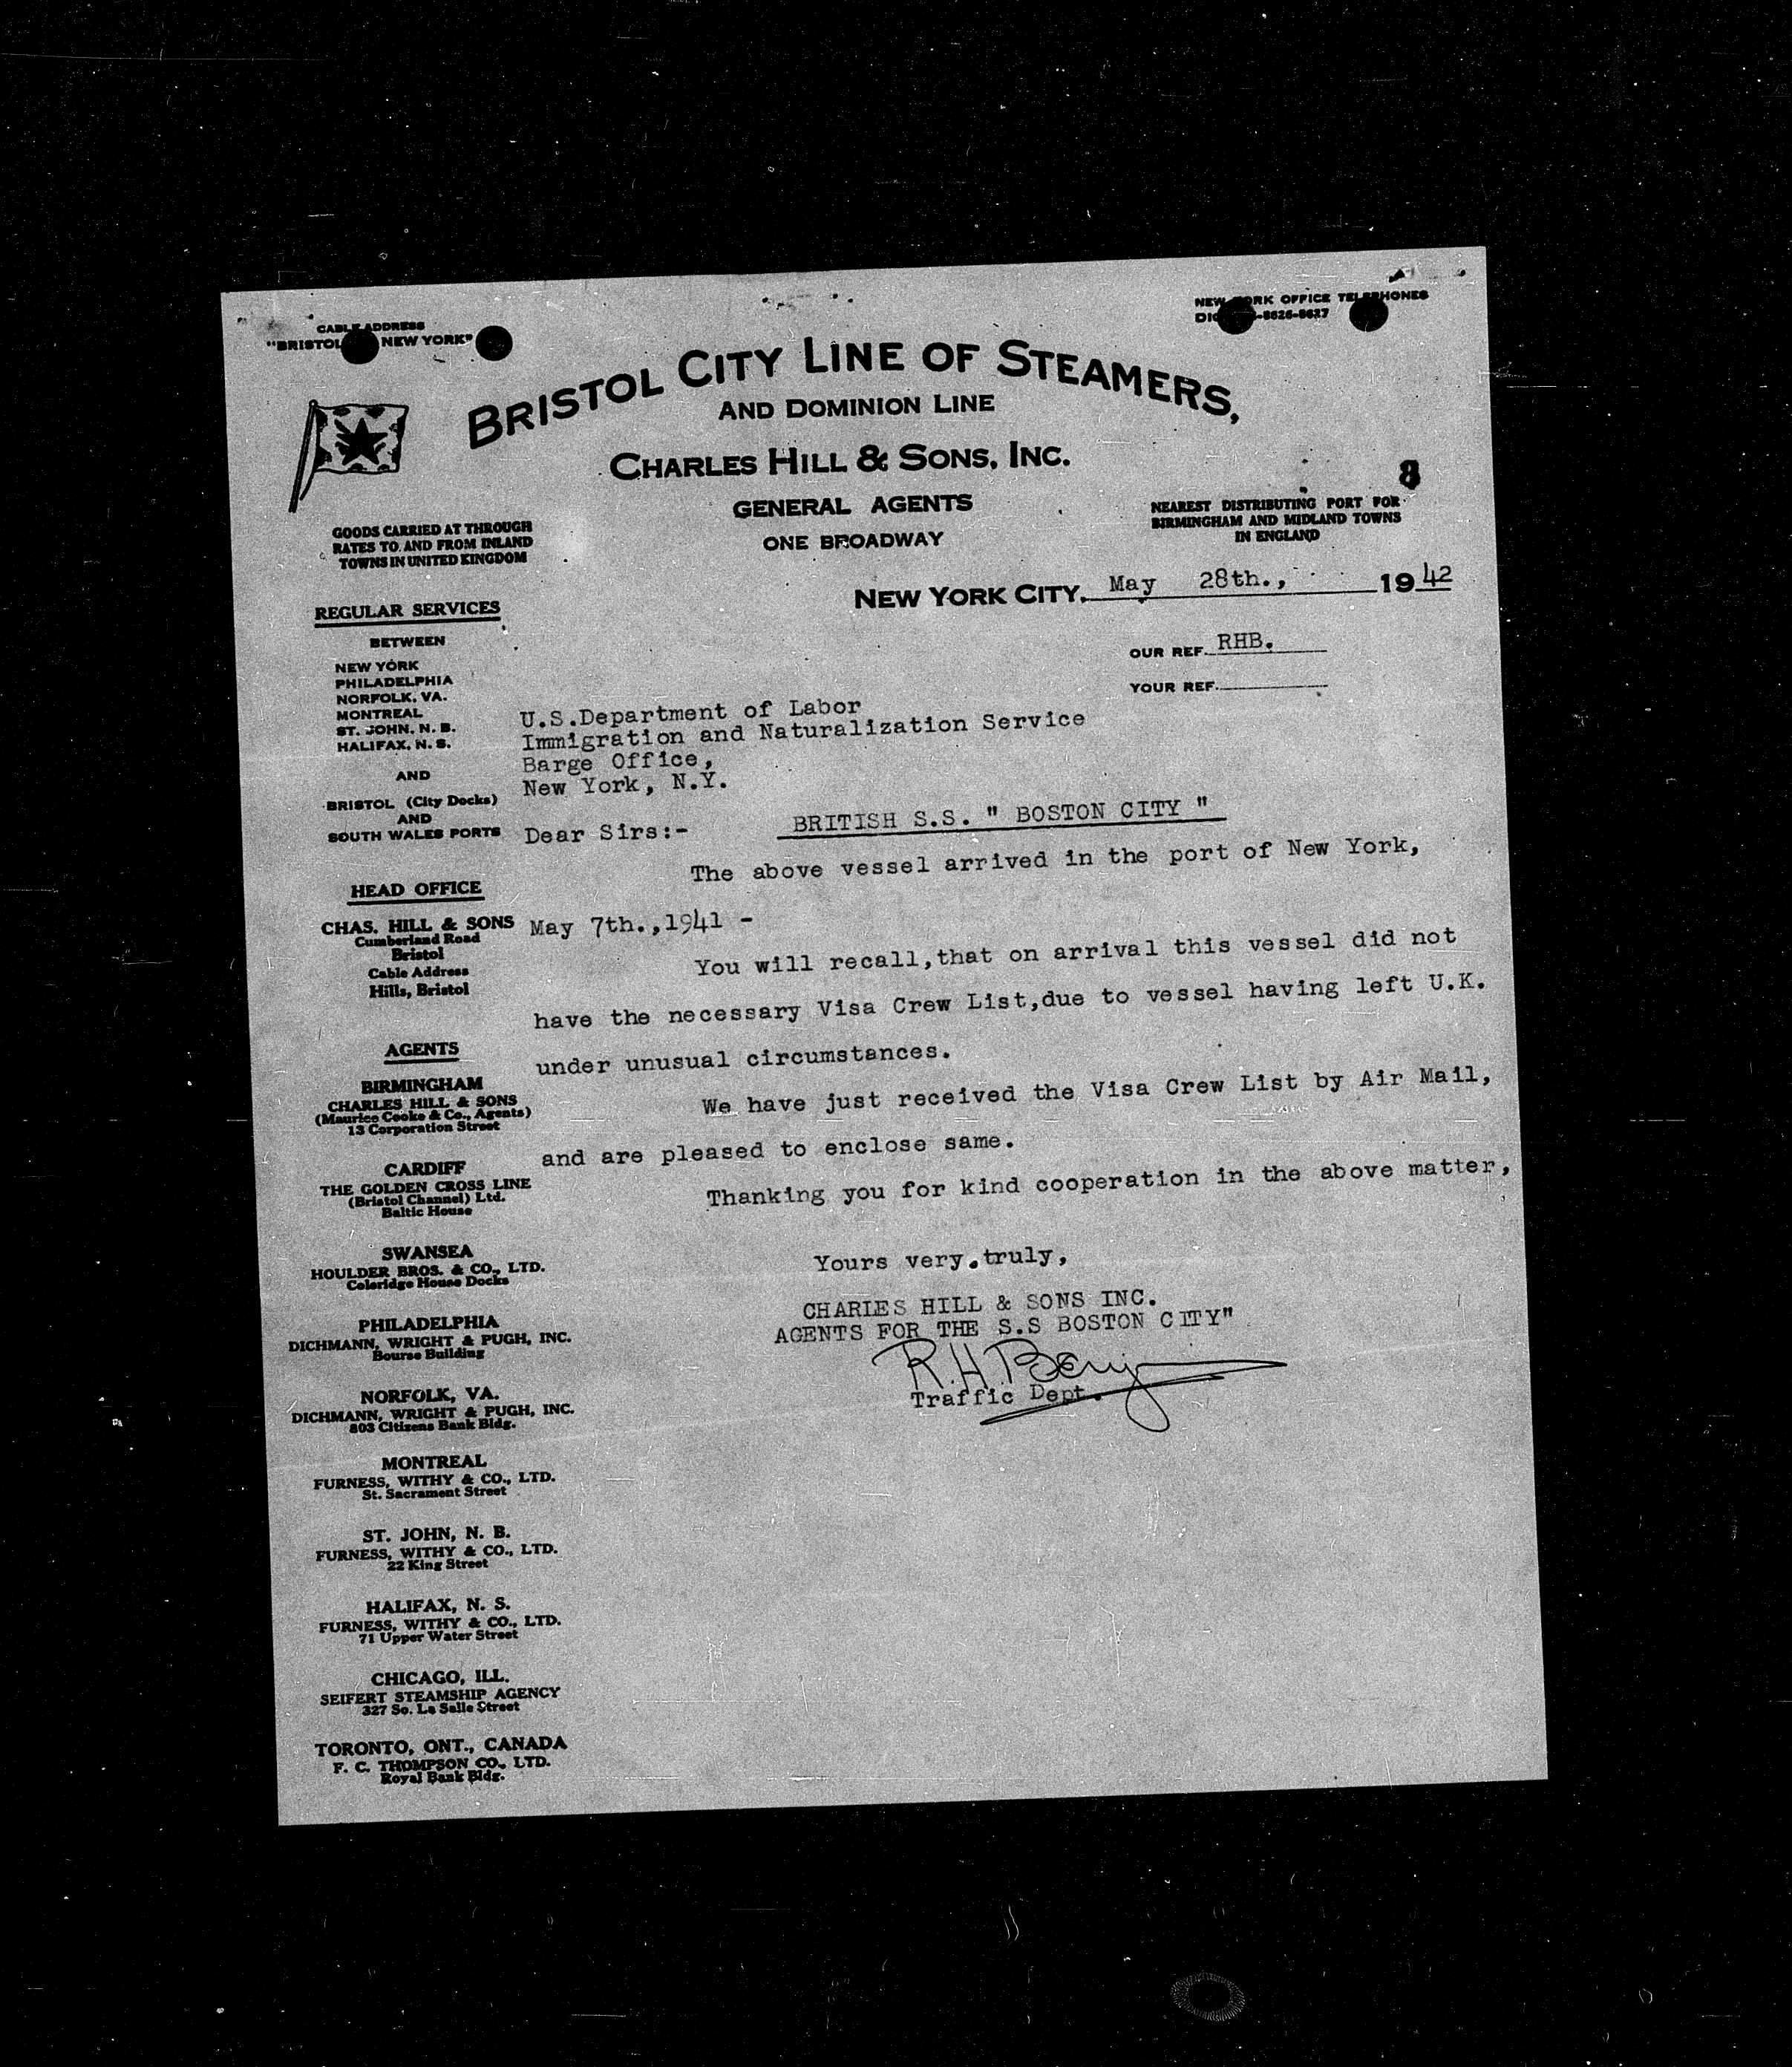 CABLE ADDRESS
"BRISTOL NEW YORK"
NEW YORK OFFICE TELEPHONES
-8626-8627
BRISTOL CITY LINE OF STEAMERS,
AND DOMINION LINE
CHARLES HILL & SONS, INC.
GENERAL AGENTS
ONE BROADWAY
8
NEAREST DISTRIBUTING PORT FOR
BIRMINGHAM AND MIDLAND TOWNS
IN ENGLAND
GOODS CARRIED AT THROUGH
RATES TO AND FROM INLAND
TOWNS IN UNITED KINGDOM
NEW YORK CITY, May 28th., 1942
OUR REF. RHB.
YOUR REF.
REGULAR SERVICES
BETWEEN
NEW YORK
PHILADELPHIA
NORFOLK, VA.
MONTREAL
ST. JOHN, N. B.
HALIFAX, N. S.
AND
BRISTOL (City Docks)
AND
SOUTH WALES PORTS
HEAD OFFICE
CHAS. HILL & SONS
Cumberland Road
Bristol
Cable Address
Hills, Bristol
AGENTS
BIRMINGHAM
CHARLES HILL & SONS
(Maurice Cooke & Co., Agents)
13 Corporation Street
CARDIFF
THE GOLDEN CROSS LINE
(Bristol Channel) Ltd.
Baltic House
SWANSEA
HOULDER BROS. & CO., LTD.
Coleridge House Docks
PHILADELPHIA
DICHMANN, WRIGHT & PUGH, INC.
Bourse Building
NORFOLK, VA.
DICHMANN, WRIGHT & PUGH, INC.
803 Citizens Bank Bldg.
MONTREAL
FURNESS, WITHY & CO., LTD.
St. Sacrament Street
ST. JOHN, N. B.
FURNESS, WITHY & CO., LTD.
22 King Street
HALIFAX, N. S.
FURNESS, WITHY & CO., LTD.
71 Upper Water Street
CHICAGO, ILL.
SEIFERT STEAMSHIP AGENCY
327 So. La Salle Street
TORONTO, ONT., CANADA
F. C. THOMPSON CO., LTD.
Royal Bank Bldg.
U.S.Department of Labor
Immigration and Naturalization Service
Barge Office,
New York, N.Y.
Dear Sirs:- BRITISH S.S. " BOSTON CITY "
The above vessel arrived in the port of New York,
May 7th.,1941 -
You will recall,that on arrival this vessel did not
have the necessary Visa Crew List,due to vessel having left U.K.
under unusual circumstances.
We have just received the Visa Crew List by Air Mail,
and are pleased to enclose same.
Thanking you for kind cooperation in the above matter,
Yours very truly,
CHARLES HILL & SONS INC.
AGENTS FOR THE S.S BOSTON CITY"
R.H.Berry
Traffic Dept.